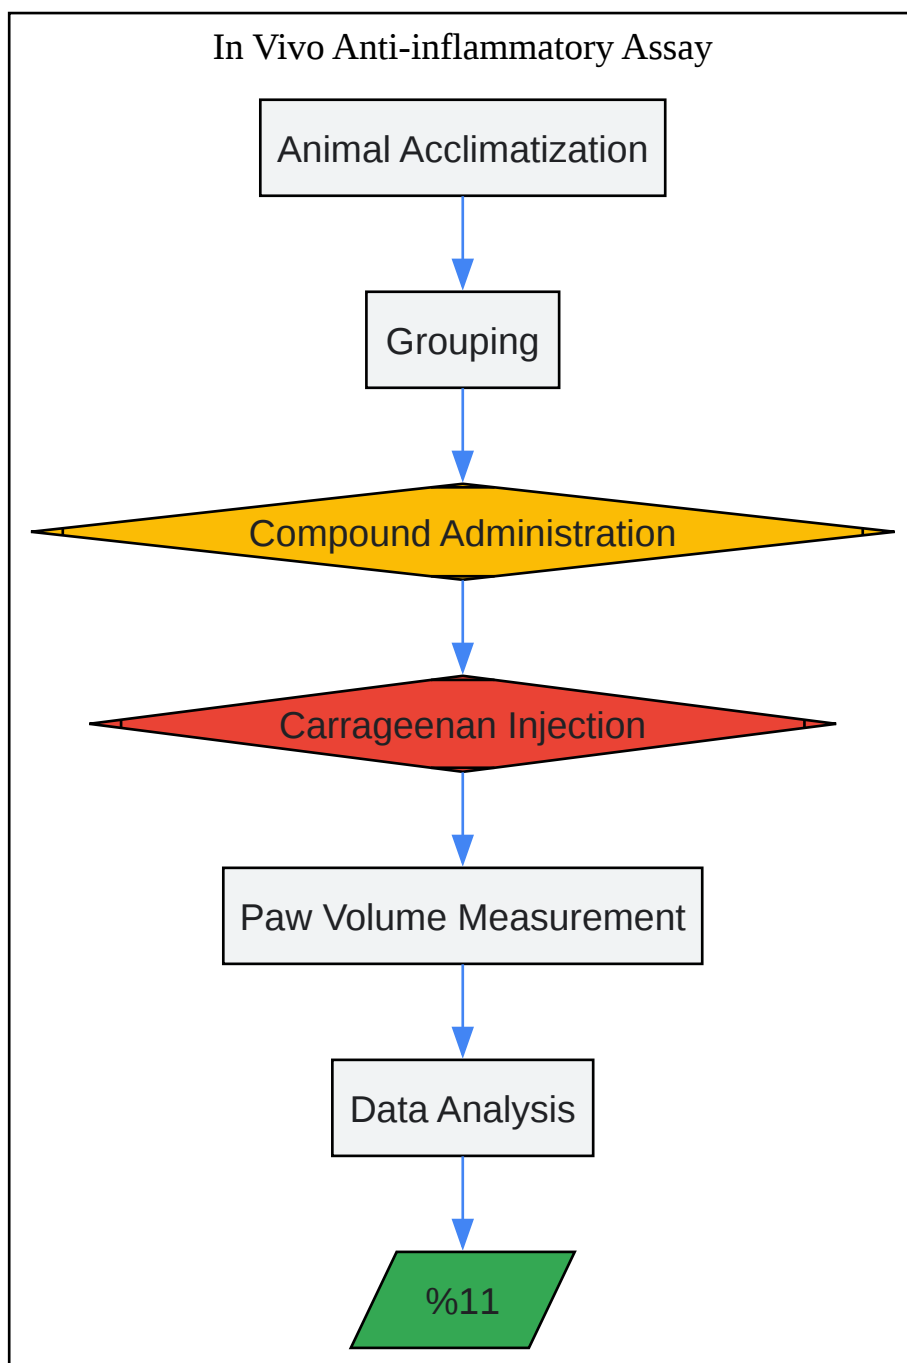 In Vivo Anti-inflammatory Assay
Animal Acclimatization
Grouping
Compound Administration
Carrageenan Injection
Paw Volume Measurement
Data Analysis
%11